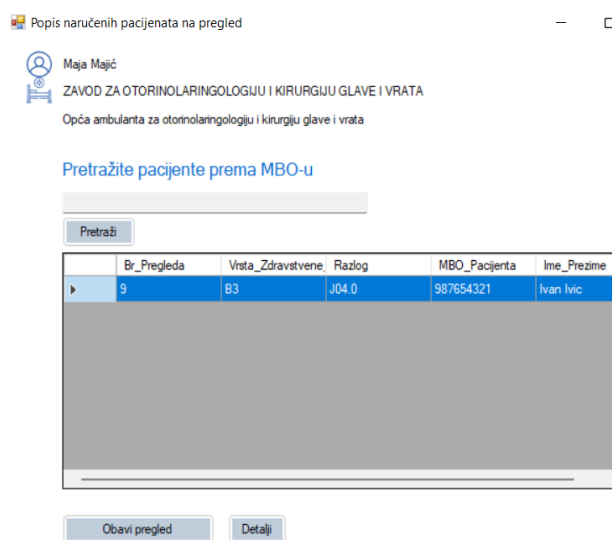 Popis naručenih pacijenata na pregled
Maja Majić
ZAVOD ZA OTORINOLARINGOLOGIJU I KIRURGIJU GLAVE I VRATA
Opća ambulanta za otorinolaringologiju i kirurgiju glave i vrata
Pretražite pacijente prema MBO-u
Pretraži
Br_Pregleda Vrsta_Zdravstvene_ Razlog MBO_Pacijenta Ime_Prezime
9 B3 J04.0 987654321 Ivan Ivic
Obavi pregled Detalji